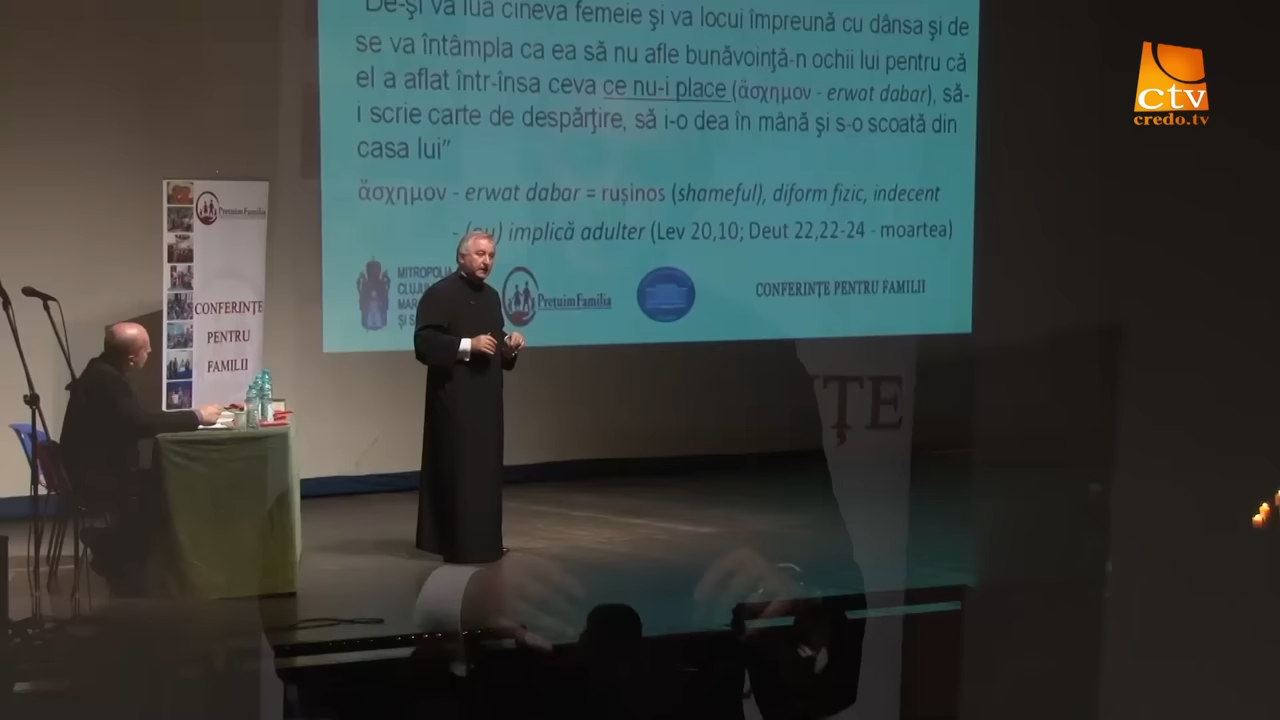 "De-şi va lua cineva femeie şi va locui împreună cu dânsa şi de
se va întâmpla ca ea să nu afle bunăvoinţă-n ochii lui pentru că
el a aflat într-însa ceva ce nu-i place (ἄσχημον - erwat dabar), să-
i scrie carte de despărţire, să i-o dea în mână şi s-o scoată din
casa lui”
ἄσχημον - erwat dabar = ruşinos (shameful), diform fizic, indecent
- (nu) implică adulter (Lev 20,10; Deut 22,22-24 - moartea)
MITROPOLIA
CLUJULUI
PretuimFamilia
CONFERINŢE PENTRU FAMILII
PretuimFamilia
CONFERINŢE
PENTRU
FAMILII
ŢE
ctv
credo.tv